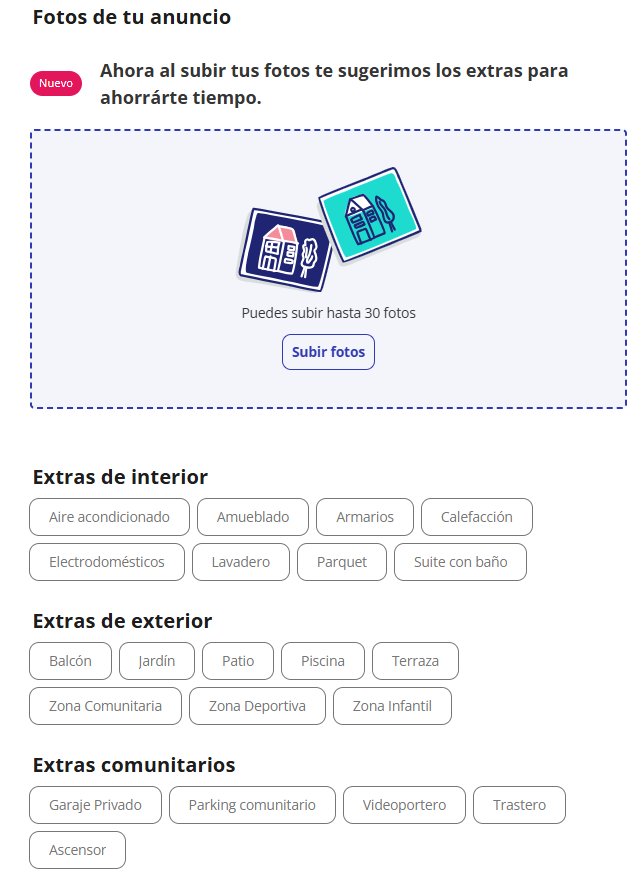 Fotos de tu anuncio
Nuevo
Ahora al subir tus fotos te sugerimos los extras para
ahorrárte tiempo.
Puedes subir hasta 30 fotos
Subir fotos
Extras de interior
Aire acondicionado Amueblado Armarios Calefacción
Electrodomésticos Lavadero Parquet Suite con baño
Extras de exterior
Balcón Jardín Patio Piscina Terraza
Zona Comunitaria Zona Deportiva Zona Infantil
Extras comunitarios
Garaje Privado Parking comunitario Videoportero Trastero
Ascensor